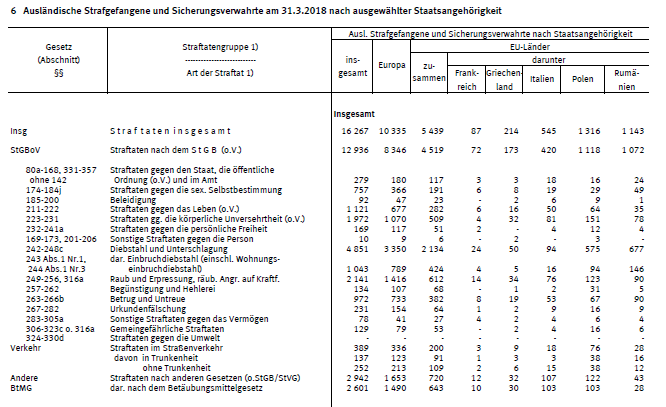 6 Ausländische Strafgefangene und Sicherungsverwahrte am 31.3.2018 nach ausgewählter Staatsangehörigkeit
Ausl. Strafgefangene und Sicherungsverwahrte nach Staatsangehörigkeit
Gesetz Straftatengruppe 1) EU-Länder
(Abschnitt) -------------------------- ins- Europa zu- darunter
§§ Art der Straftat 1) gesamt sammen Frank- Griechen- Italien Polen Rumä-
reich land nien
Insgesamt
Insg S t r a f t a t e n i n s g e s a m t 16 267 10 335 5 439 87 214 545 1 316 1 143
StGBoV Straftaten nach dem S t G B (o.V.) 12 936 8 346 4 519 72 173 420 1 118 1 072
80a-168, 331-357 Straftaten gegen den Staat, die öffentliche
ohne 142 Ordnung (o.V.) und im Amt 279 180 117 3 3 18 16 24
174-184j Straftaten gegen die sex. Selbstbestimmung 757 366 191 6 8 19 29 49
185-200 Beleidigung 92 47 23 - 2 6 9 1
211-222 Straftaten gegen das Leben (o.V.) 1 121 677 282 6 16 50 64 35
223-231 Straftaten gg. die körperliche Unversehrtheit (o.V.) 1 972 1 070 509 4 32 81 151 78
232-241a Straftaten gegen die persönliche Freiheit 169 117 51 2 - 4 12 4
169-173, 201-206 Sonstige Straftaten gegen die Person 10 9 6 - 2 - 3 -
242-248c Diebstahl und Unterschlagung 4 851 3 350 2 134 24 50 94 575 677
243 Abs.1 Nr.1, dar. Einbruchdiebstahl (einschl. Wohnungs-
244 Abs.1 Nr.3 einbruchdiebstahl) 1 043 789 424 4 5 16 94 146
249-256, 316a Raub und Erpressung, räub. Angr. auf Kraftf. 2 141 1 416 612 14 34 76 123 90
257-262 Begünstigung und Hehlerei 134 107 68 - 1 2 31 5
263-266b Betrug und Untreue 972 733 382 8 19 53 67 90
267-282 Urkundenfälschung 231 154 64 1 2 9 16 9
283-305a Sonstige Straftaten gegen das Vermögen 78 41 27 4 2 4 6 4
306-323c o. 316a Gemeingefährliche Straftaten 129 79 53 - 2 4 16 6
324-330d Straftaten gegen die Umwelt - - - - - - - -
Verkehr Straftaten im Straßenverkehr 389 336 200 3 9 18 76 28
davon in Trunkenheit 137 123 91 1 3 3 38 16
ohne Trunkenheit 252 213 109 2 6 15 38 12
Andere Straftaten nach anderen Gesetzen (o.StGB/StVG) 2 942 1 653 720 12 32 107 122 43
BtMG dar. nach dem Betäubungsmittelgesetz 2 601 1 490 643 10 30 103 103 28